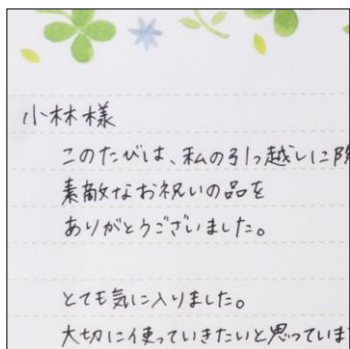 小林様
このたびは、私の引っ越しに際
素敵なお祝いの品を
ありがとうございました。
とても気に入りました。
大切に使っていきたいと思っていま